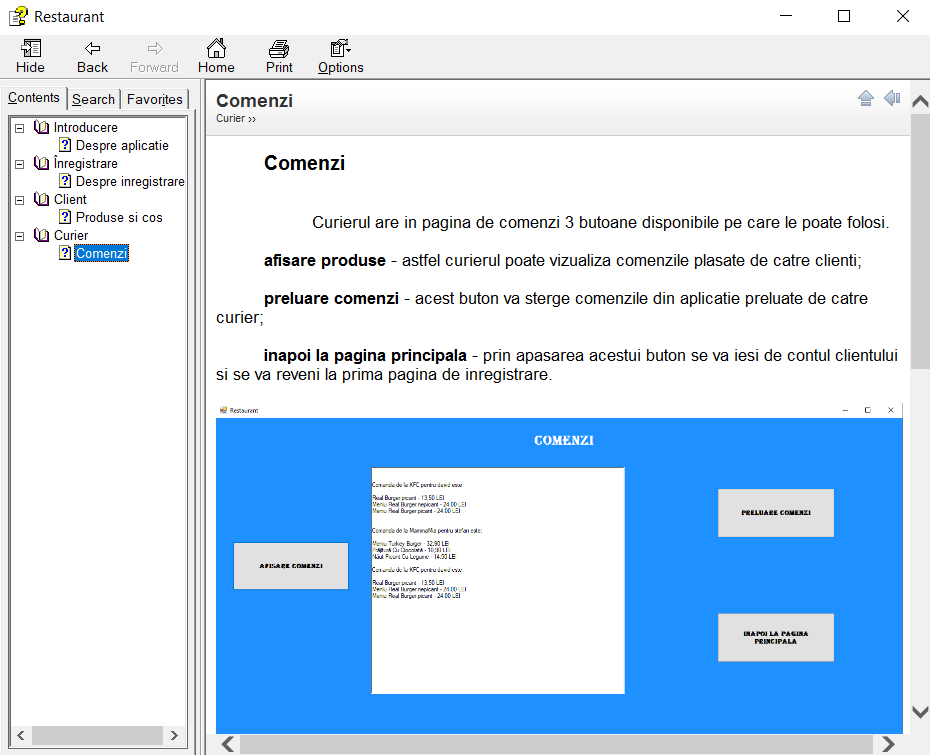 Restaurant
Hide Back Forward Home Print Options
Contents Search Favorites
Introducere
Despre aplicatie
Înregistrare
Despre inregistrare
Client
Produse si cos
Curier
Comenzi
Comenzi
Curier ››
Comenzi
Curierul are in pagina de comenzi 3 butoane disponibile pe care le poate folosi.
afisare produse - astfel curierul poate vizualiza comenzile plasate de catre clienti;
preluare comenzi - acest buton va sterge comenzile din aplicatie preluate de catre
curier;
inapoi la pagina principala - prin apasarea acestui buton se va iesi de contul clientului
si se va reveni la prima pagina de inregistrare.
Restaurant
COMENZI
Comanda de la KFC pentru david este:
Real Burger picant - 13,50 LEI
Meniu Real Burger nepicant - 24,00 LEI
Meniu Real Burger picant - 24,00 LEI
Comanda de la MammaMia pentru stefan este:
Meniu Turkey Burger - 32,90 LEI
Prăjitură Cu Ciocolată - 10,90 LEI
Năut Picant Cu Legume - 14,50 LEI
Comanda de la KFC pentru david este:
Real Burger picant - 13,50 LEI
Meniu Real Burger nepicant - 24,00 LEI
Meniu Real Burger picant - 24,00 LEI
AFISARE COMENZI
PRELUARE COMENZI
INAPOI LA PAGINA
PRINCIPALA